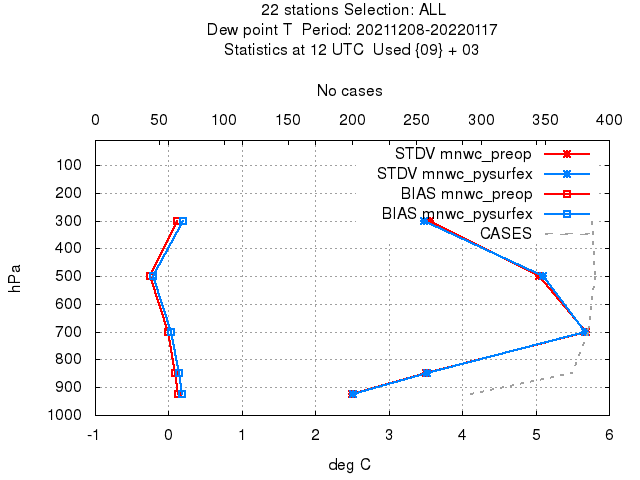 22 stations Selection: ALL
Dew point T  Period: 20211208-20220117
Statistics at 12 UTC  Used {09} + 03
No cases
0 50 100 150 200 250 300 350 400
STDV mnwc_preop
STDV mnwc_pysurfex
BIAS mnwc_preop
BIAS mnwc_pysurfex
CASES
hPa
100
200
300
400
500
600
700
800
900
1000
-1 0 1 2 3 4 5 6
deg C